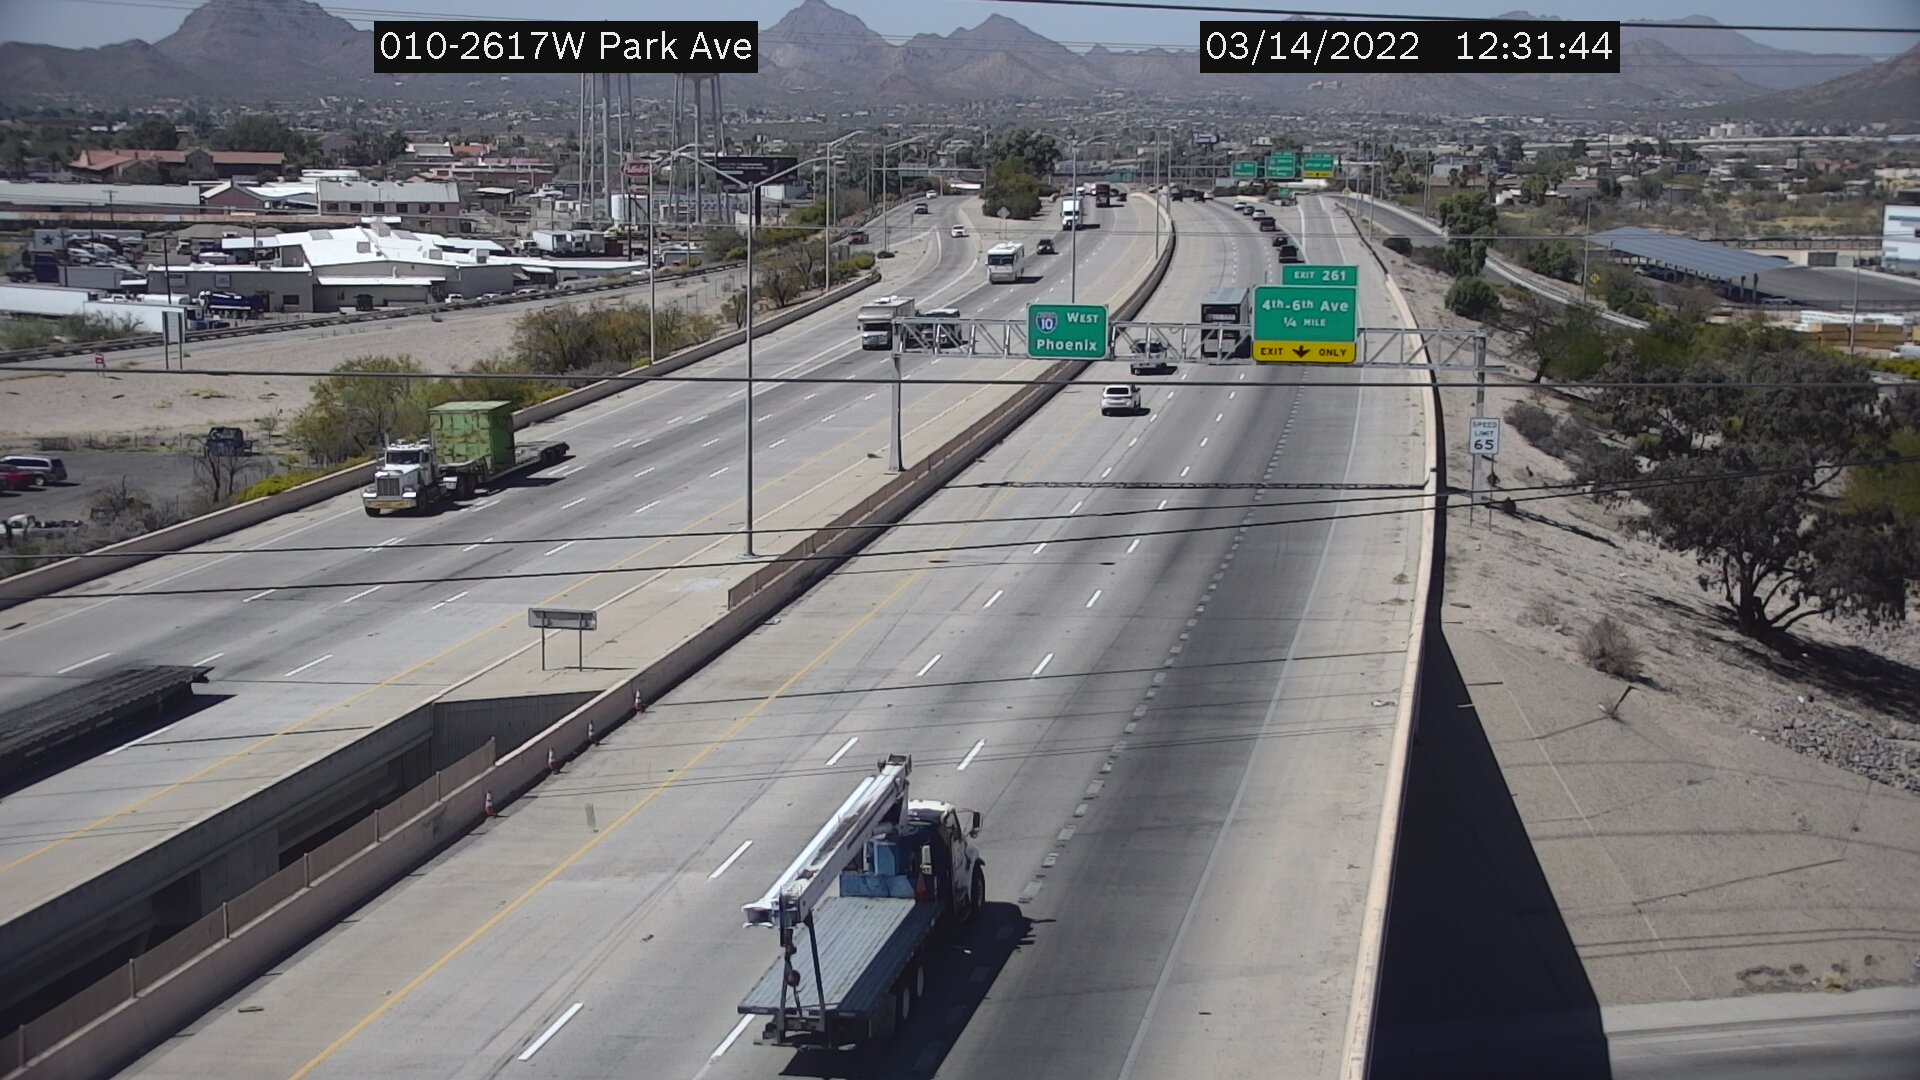 010-2617W Park Ave
03/14/2022 12:31:44
EXIT 261
4th-6th Ave
1/4 MILE
EXIT ONLY
WEST
10
Phoenix
SPEED
LIMIT
65